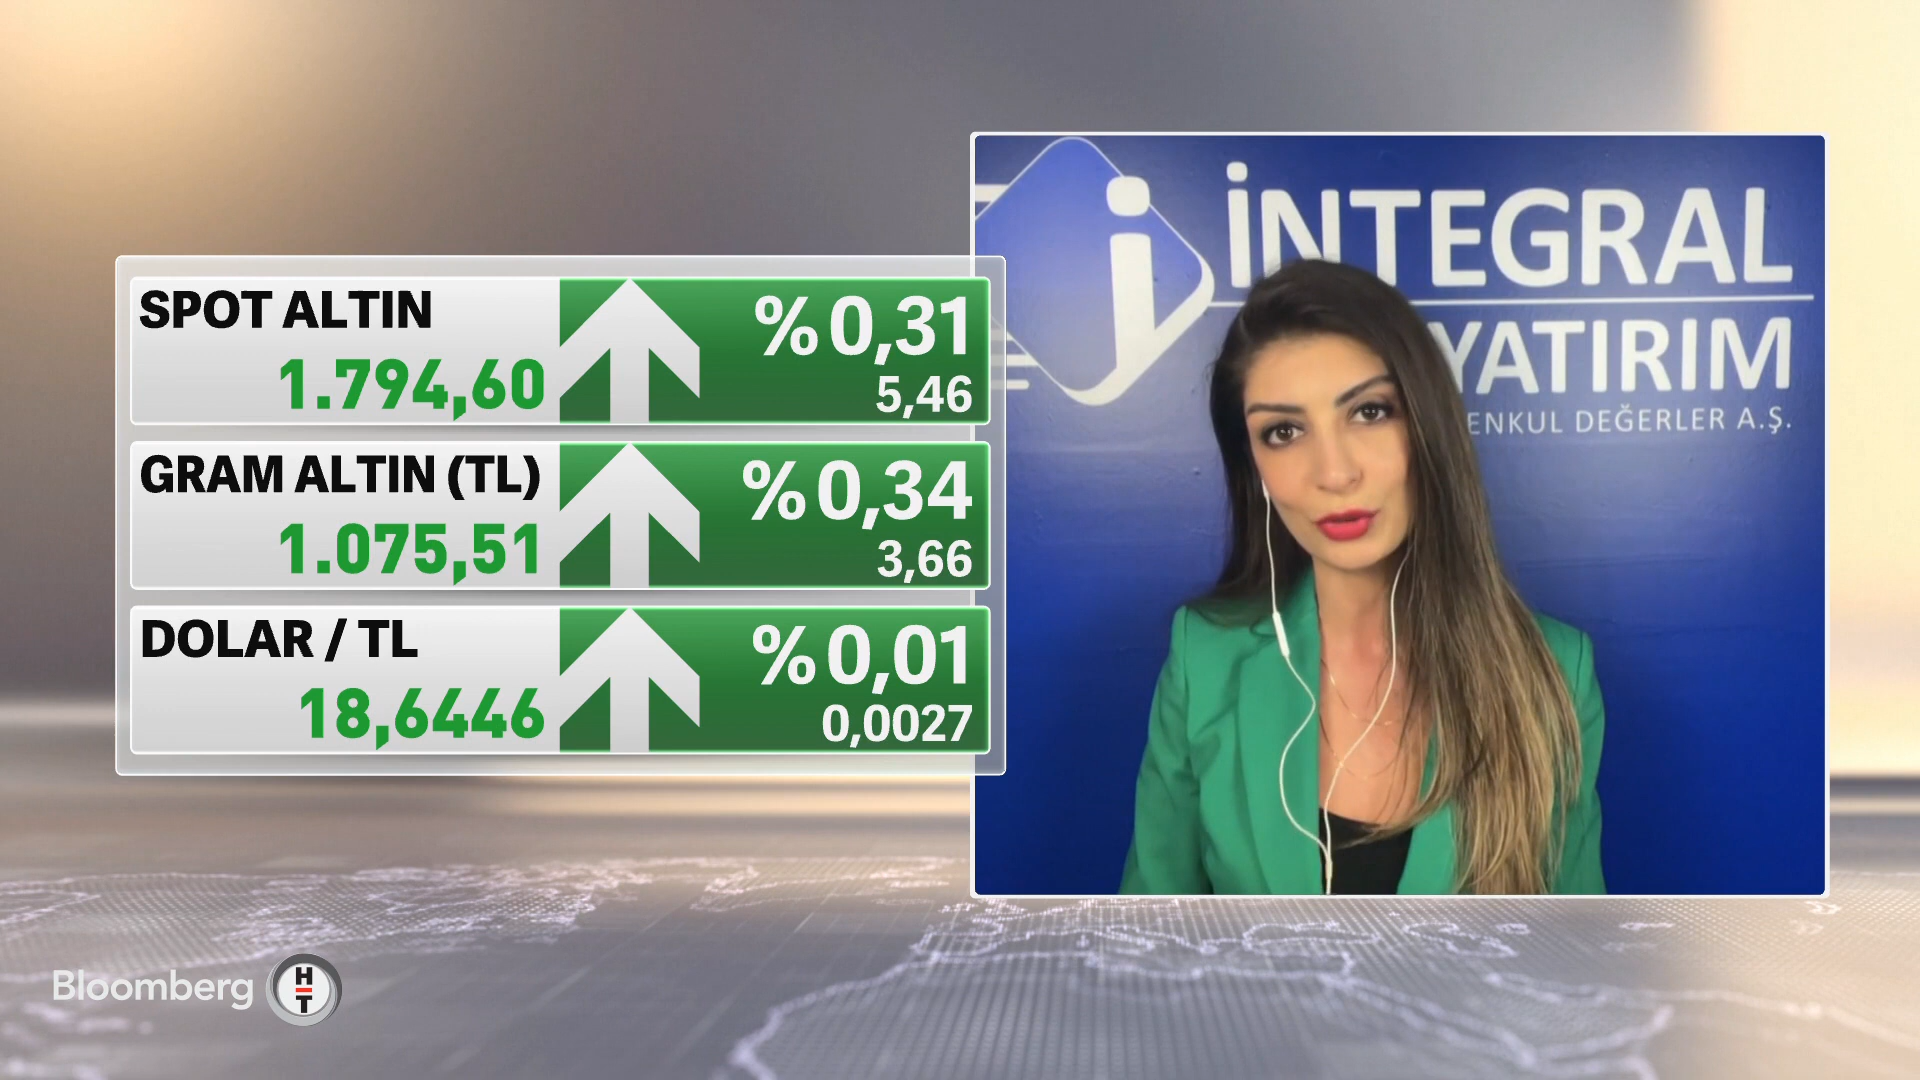 SPOT ALTIN
1.794,60
%0,31
5,46
GRAM ALTIN (TL)
1.075,51
%0,34
3,66
DOLAR / TL
18,6446
%0,01
0,0027
i
İNTEGRAL
YATIRIM
ENKUL DEĞERLER A.Ş.
Bloomberg HT